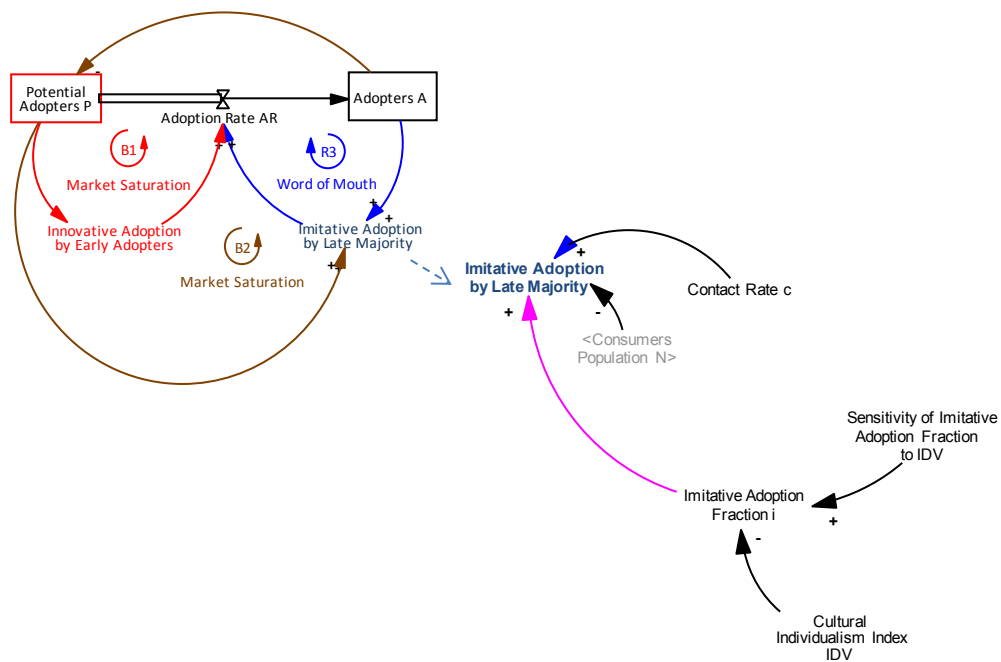 -
Potential
Adopters P
Adopters A
Adoption Rate AR
+ +
B1
R3
Market Saturation
Word of Mouth
+
+
Innovative Adoption
by Early Adopters
Imitative Adoption
by Late Majority
B2
++
Market Saturation
Imitative Adoption
by Late Majority
+
Contact Rate c
+
-
<Consumers
Population N>
Sensitivity of Imitative
Adoption Fraction
to IDV
Imitative Adoption
Fraction i
+
-
Cultural
Individualism Index
IDV